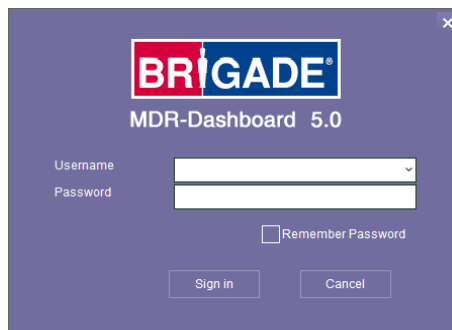 BRIGADE®
MDR-Dashboard 5.0
Username
Password
Remember Password
Sign in
Cancel